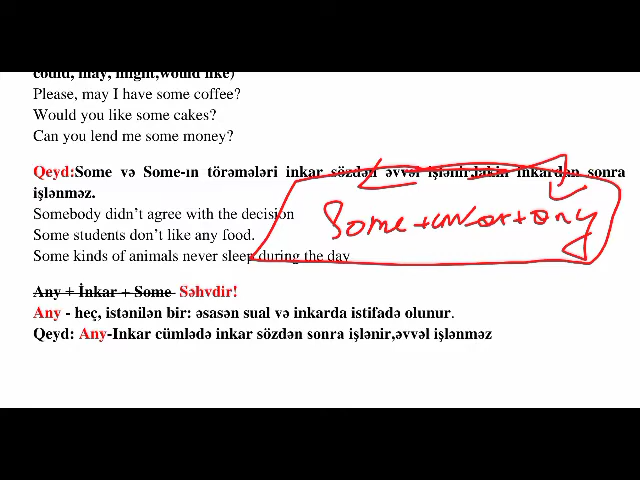 could, may, might,would like)
Please, may I have some coffee?
Would you like some cakes?
Can you lend me some money?
Qeyd:Some və Some-ın törəmələri inkar sözdən əvvəl işlənir,lakin inkardan sonra
işlənməz.
Somebody didn’t agree with the decision
Some students don’t like any food.
Some kinds of animals never sleep during the day
Some+inkar+any
Any + İnkar + Some Səhvdir!
Any - heç, istənilən bir: əsasən sual və inkarda istifadə olunur.
Qeyd: Any-Inkar cümlədə inkar sözdən sonra işlənir,əvvəl işlənməz